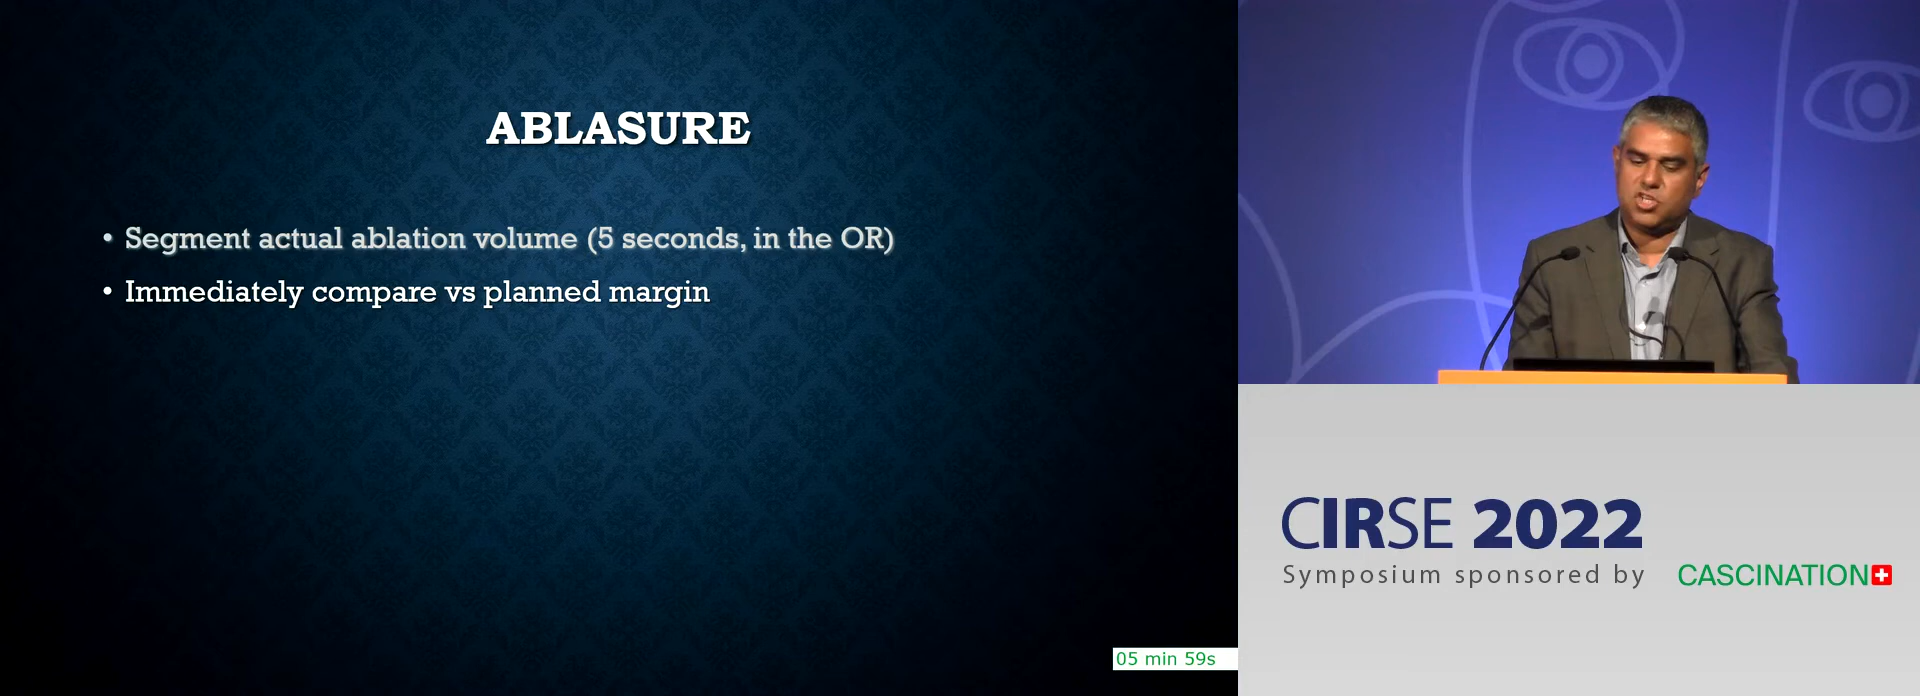 ABLASURE
• Segment actual ablation volume (5 seconds, in the OR)
• Immediately compare vs planned margin
05 min 59s
CIRSE 2022
Symposium sponsored by CASCINATION